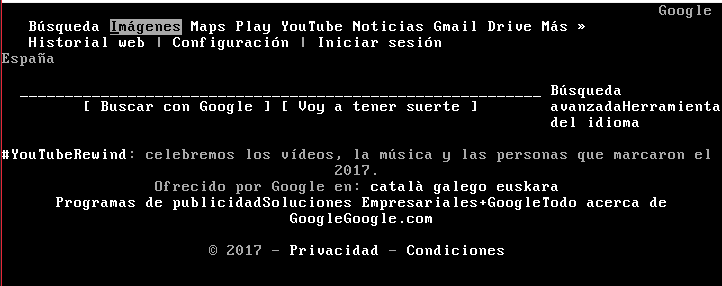 Google
Búsqueda Imágenes Maps Play YouTube Noticias Gmail Drive Más »
Historial web | Configuración | Iniciar sesión
España
_________________________________________________________ Búsqueda
[ Buscar con Google ] [ Voy a tener suerte ] avanzadaHerramienta
del idioma
#YouTubeRewind: celebremos los vídeos, la música y las personas que marcaron el
2017.
Ofrecido por Google en: català galego euskara
Programas de publicidadSoluciones Empresariales+GoogleTodo acerca de
GoogleGoogle.com
© 2017 - Privacidad - Condiciones